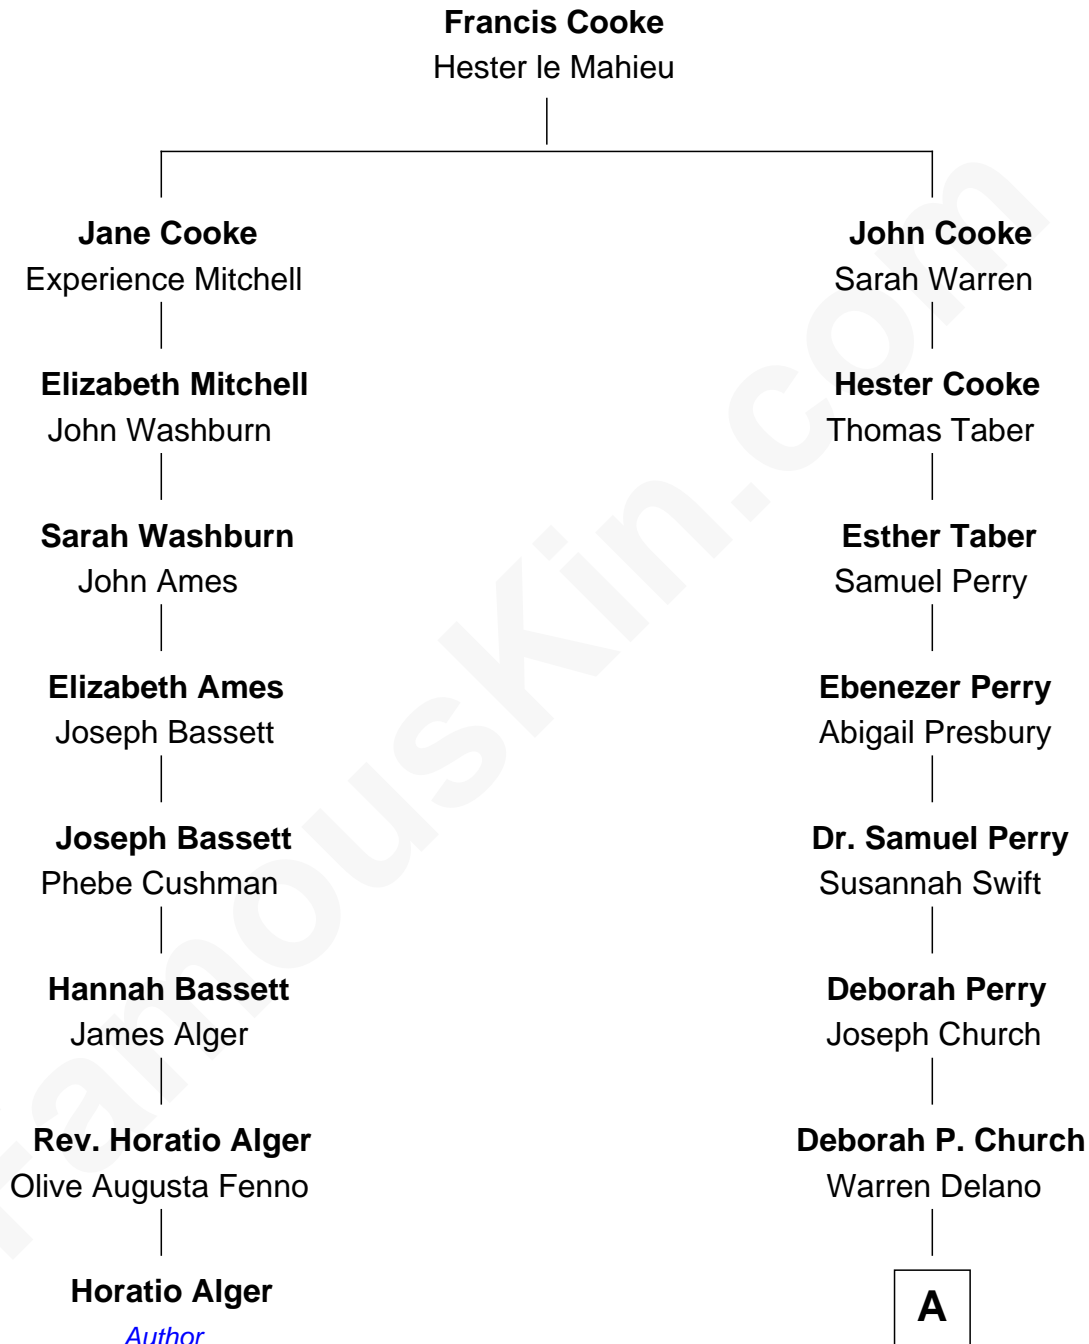 Francis Cooke
Hester le Mahieu
Jane Cooke
Experience Mitchell
John Cooke
Sarah Warren
Elizabeth Mitchell
John Washburn
Hester Cooke
Thomas Taber
Sarah Washburn
John Ames
Esther Taber
Samuel Perry
Elizabeth Ames
Joseph Bassett
Ebenezer Perry
Abigail Presbury
Joseph Bassett
Phebe Cushman
Dr. Samuel Perry
Susannah Swift
Hannah Bassett
James Alger
Deborah Perry
Joseph Church
Rev. Horatio Alger
Olive Augusta Fenno
Deborah P. Church
Warren Delano
Horatio Alger
Author
A
FamousKin.com